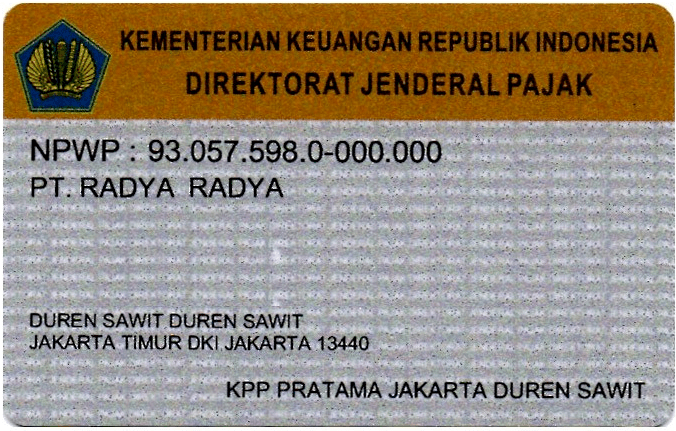 KEMENTERIAN KEUANGAN REPUBLIK INDONESIA
DIREKTORAT JENDERAL PAJAK
NPWP : 93.057.598.0-000.000
PT. RADYA RADYA
DUREN SAWIT DUREN SAWIT
JAKARTA TIMUR DKI JAKARTA 13440
KPP PRATAMA JAKARTA DUREN SAWIT